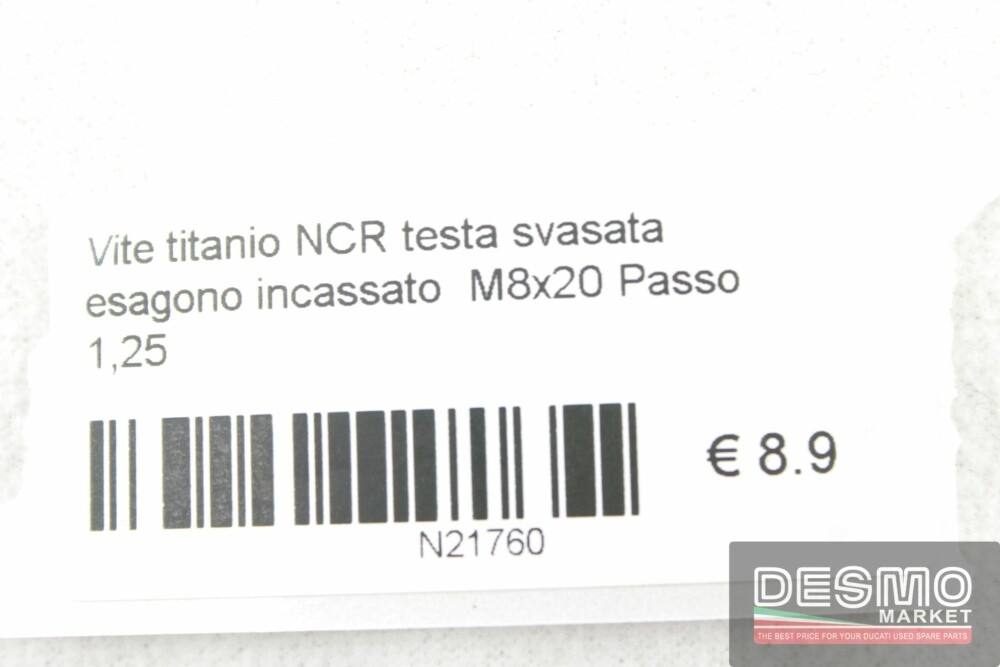 Vite titanio NCR testa svasata
esagono incassato M8x20 Passo
1,25
€ 8.9
N21760
DESMO
MARKET
THE BEST PRICE FOR YOUR DUCATI USED SPARE PARTS